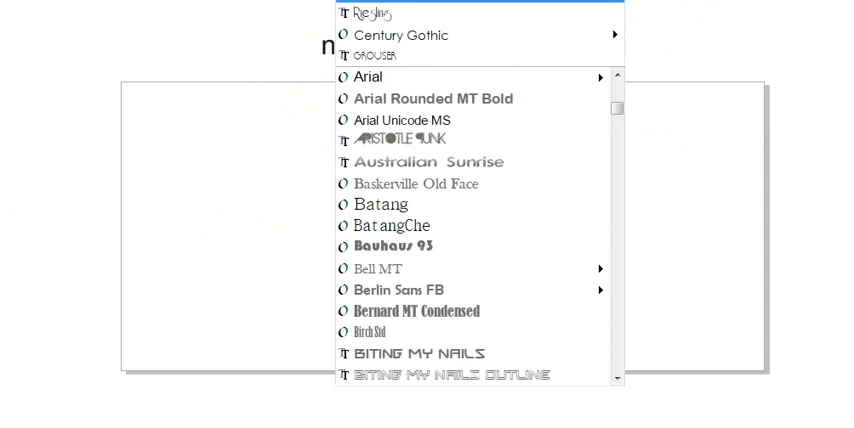 Riesling
n
Century Gothic
GROUSER
Arial
Arial Rounded MT Bold
Arial Unicode MS
ARISTOTLE PUNK
Australian Sunrise
Baskerville Old Face
Batang
BatangChe
Bauhaus 93
Bell MT
Berlin Sans FB
Bernard MT Condensed
Birch Std
BITING MY NAILS
BITING MY NAILS OUTLINE